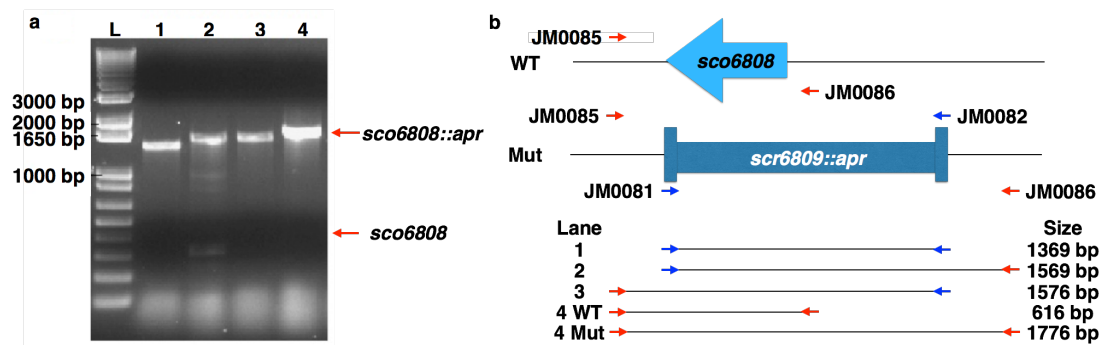 a
L 1 2 3 4
3000 bp
2000 bp
1650 bp
1000 bp
sco6808::apr
sco6808
b
JM0085
WT
sco6808
JM0086
JM0085
JM0082
Mut
scr6809::apr
JM0081
JM0086
Lane Size
1 1369 bp
2 1569 bp
3 1576 bp
4 WT 616 bp
4 Mut 1776 bp